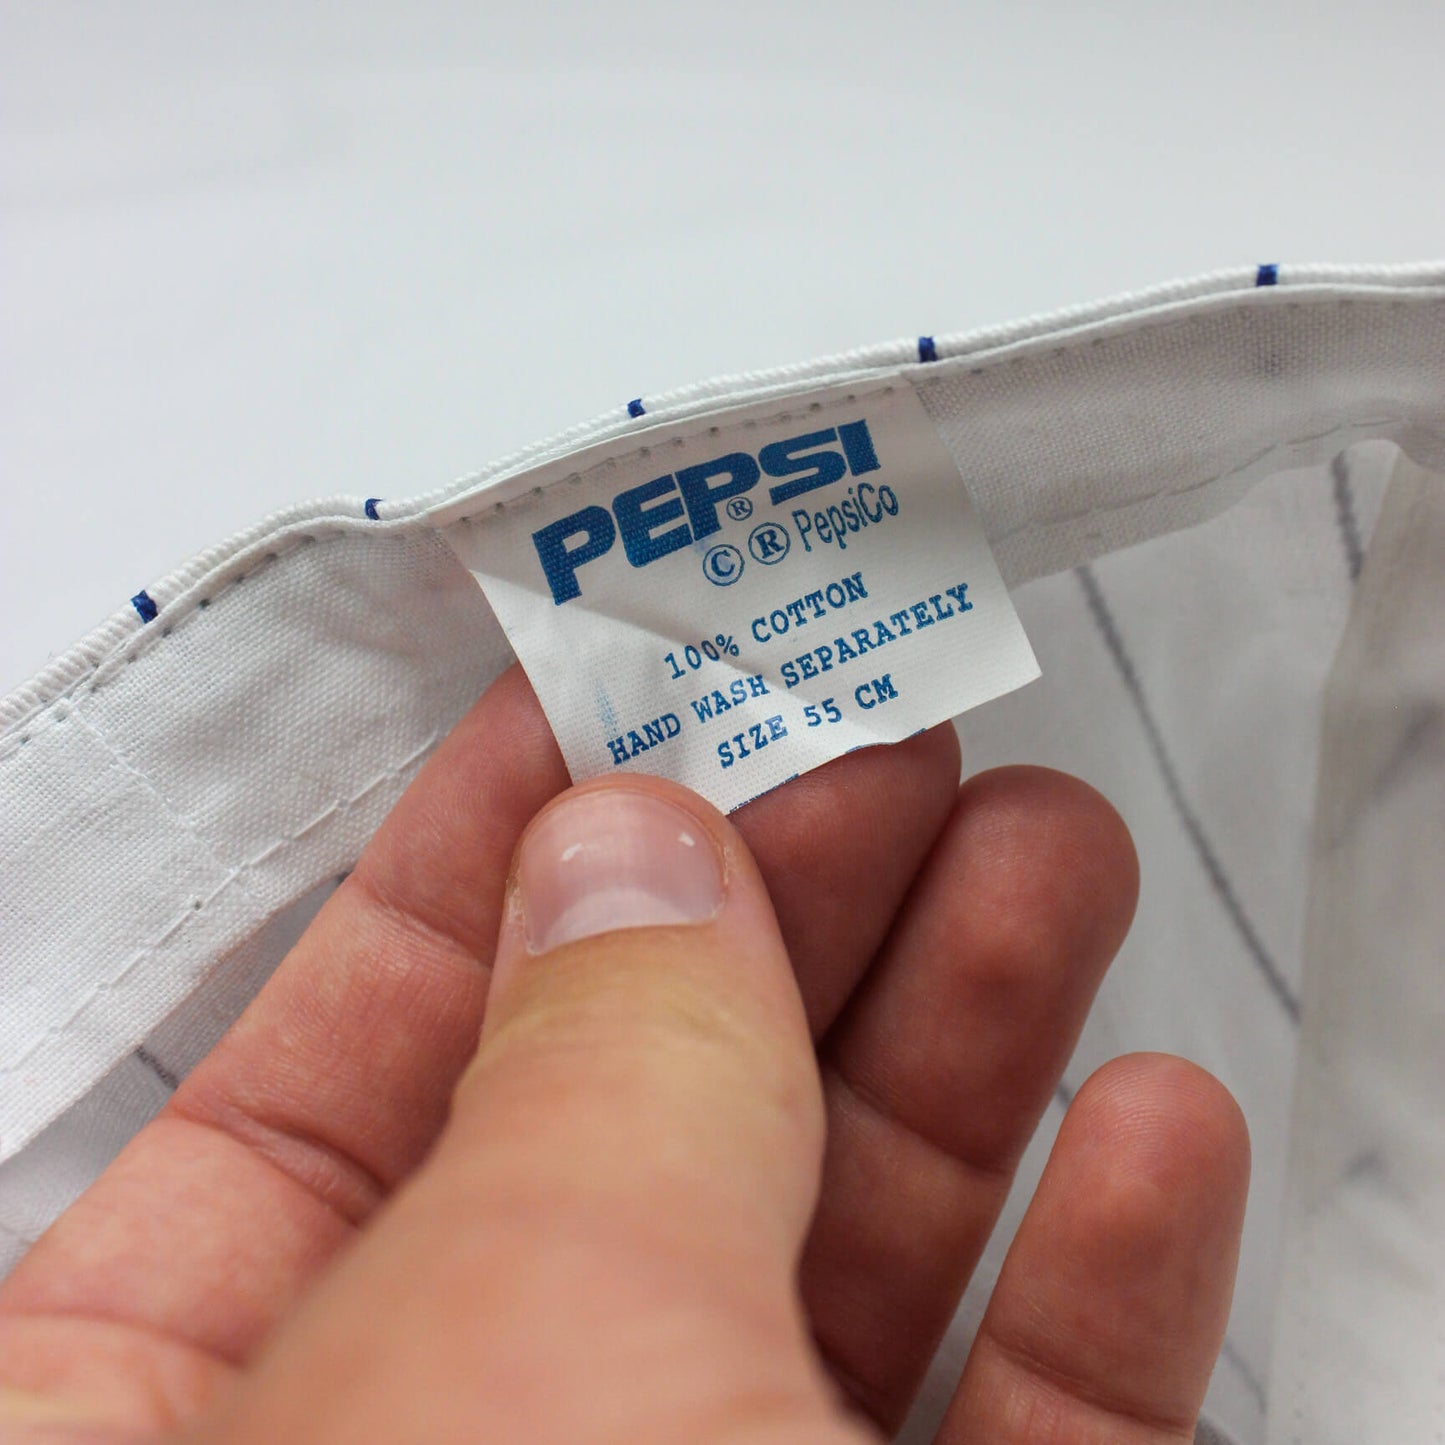 PEPSI®
© ® PepsiCo
100% COTTON
HAND WASH SEPARATELY
SIZE 55 CM